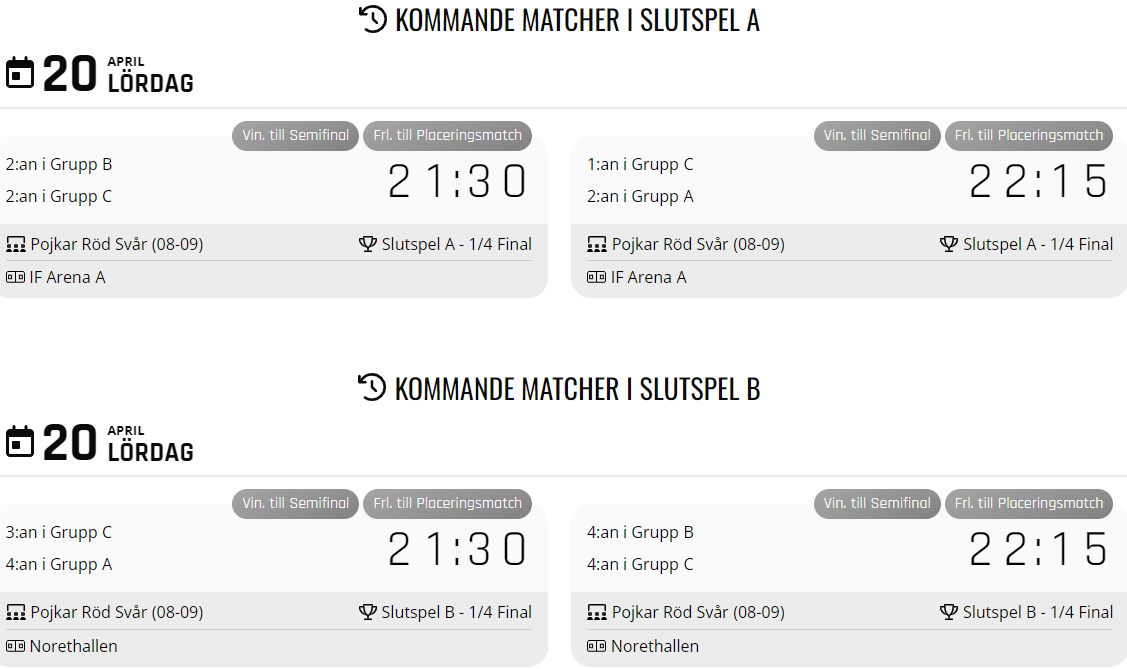 KOMMANDE MATCHER I SLUTSPEL A
20 APRIL LÖRDAG
Vin. till Semifinal Frl. till Placeringsmatch
2:an i Grupp B
2:an i Grupp C
21:30
Pojkar Röd Svår (08-09) Slutspel A - 1/4 Final
IF Arena A
Vin. till Semifinal Frl. till Placeringsmatch
1:an i Grupp C
2:an i Grupp A
22:15
Pojkar Röd Svår (08-09) Slutspel A - 1/4 Final
IF Arena A
KOMMANDE MATCHER I SLUTSPEL B
20 APRIL LÖRDAG
Vin. till Semifinal Frl. till Placeringsmatch
3:an i Grupp C
4:an i Grupp A
21:30
Pojkar Röd Svår (08-09) Slutspel B - 1/4 Final
Norethallen
Vin. till Semifinal Frl. till Placeringsmatch
4:an i Grupp B
4:an i Grupp C
22:15
Pojkar Röd Svår (08-09) Slutspel B - 1/4 Final
Norethallen